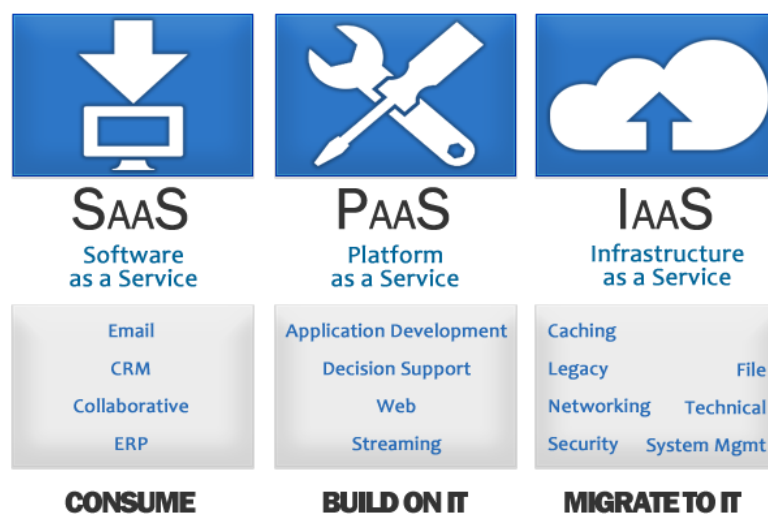 SAAS
Software
as a Service
Email
CRM
Collaborative
ERP
CONSUME
PAAS
Platform
as a Service
Application Development
Decision Support
Web
Streaming
BUILD ON IT
IAAS
Infrastructure
as a Service
Caching
Legacy File
Networking Technical
Security System Mgmt
MIGRATE TO IT